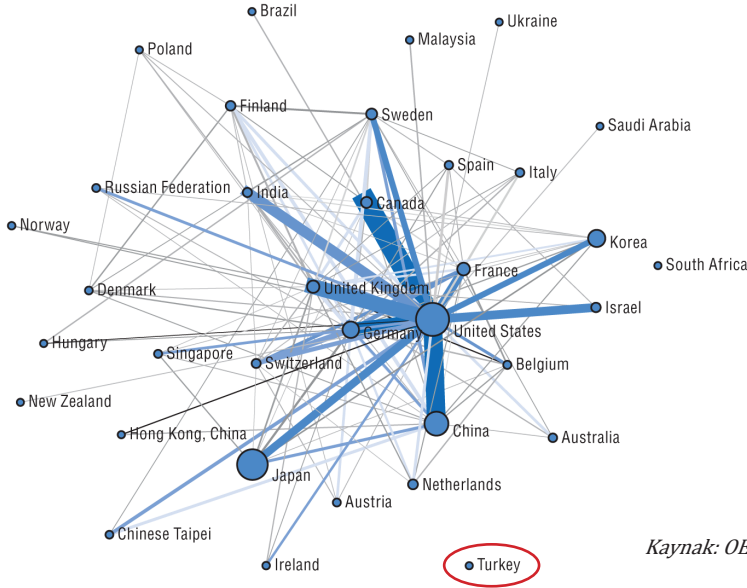 Brazil
Ukraine
Malaysia
Poland
Finland
Sweden
Saudi Arabia
Spain
Italy
Russian Federation
India
Canada
Norway
Korea
South Africa
France
United Kingdom
Denmark
Israel
United States
Germany
Hungary
Singapore
Switzerland
Belgium
New Zealand
China
Hong Kong, China
Australia
Japan
Netherlands
Austria
Chinese Taipei
Kaynak:
Ireland
Turkey